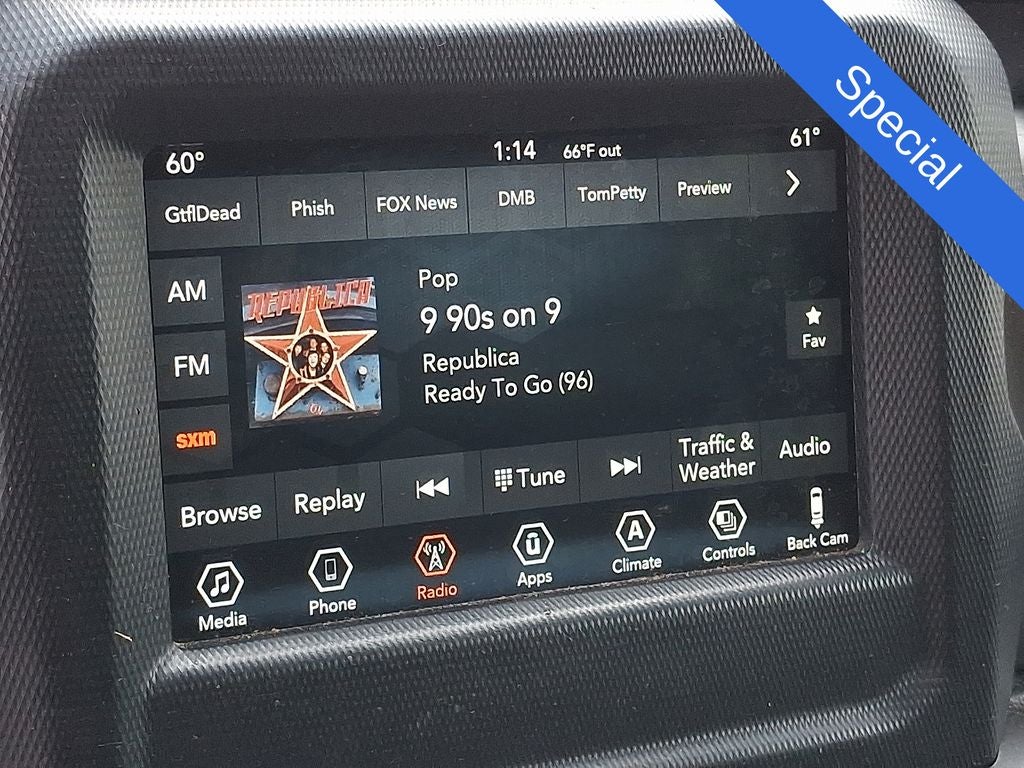 Special
60° 1:14 66°F out 61°
GtflDead Phish FOX News DMB TomPetty Preview
AM
FM
sxm
REPUBLICA
Pop
9 90s on 9
Republica
Ready To Go (96)
Fav
Browse Replay Tune Traffic & Weather Audio
Media Phone Radio Apps Climate Controls Back Cam
ū
A